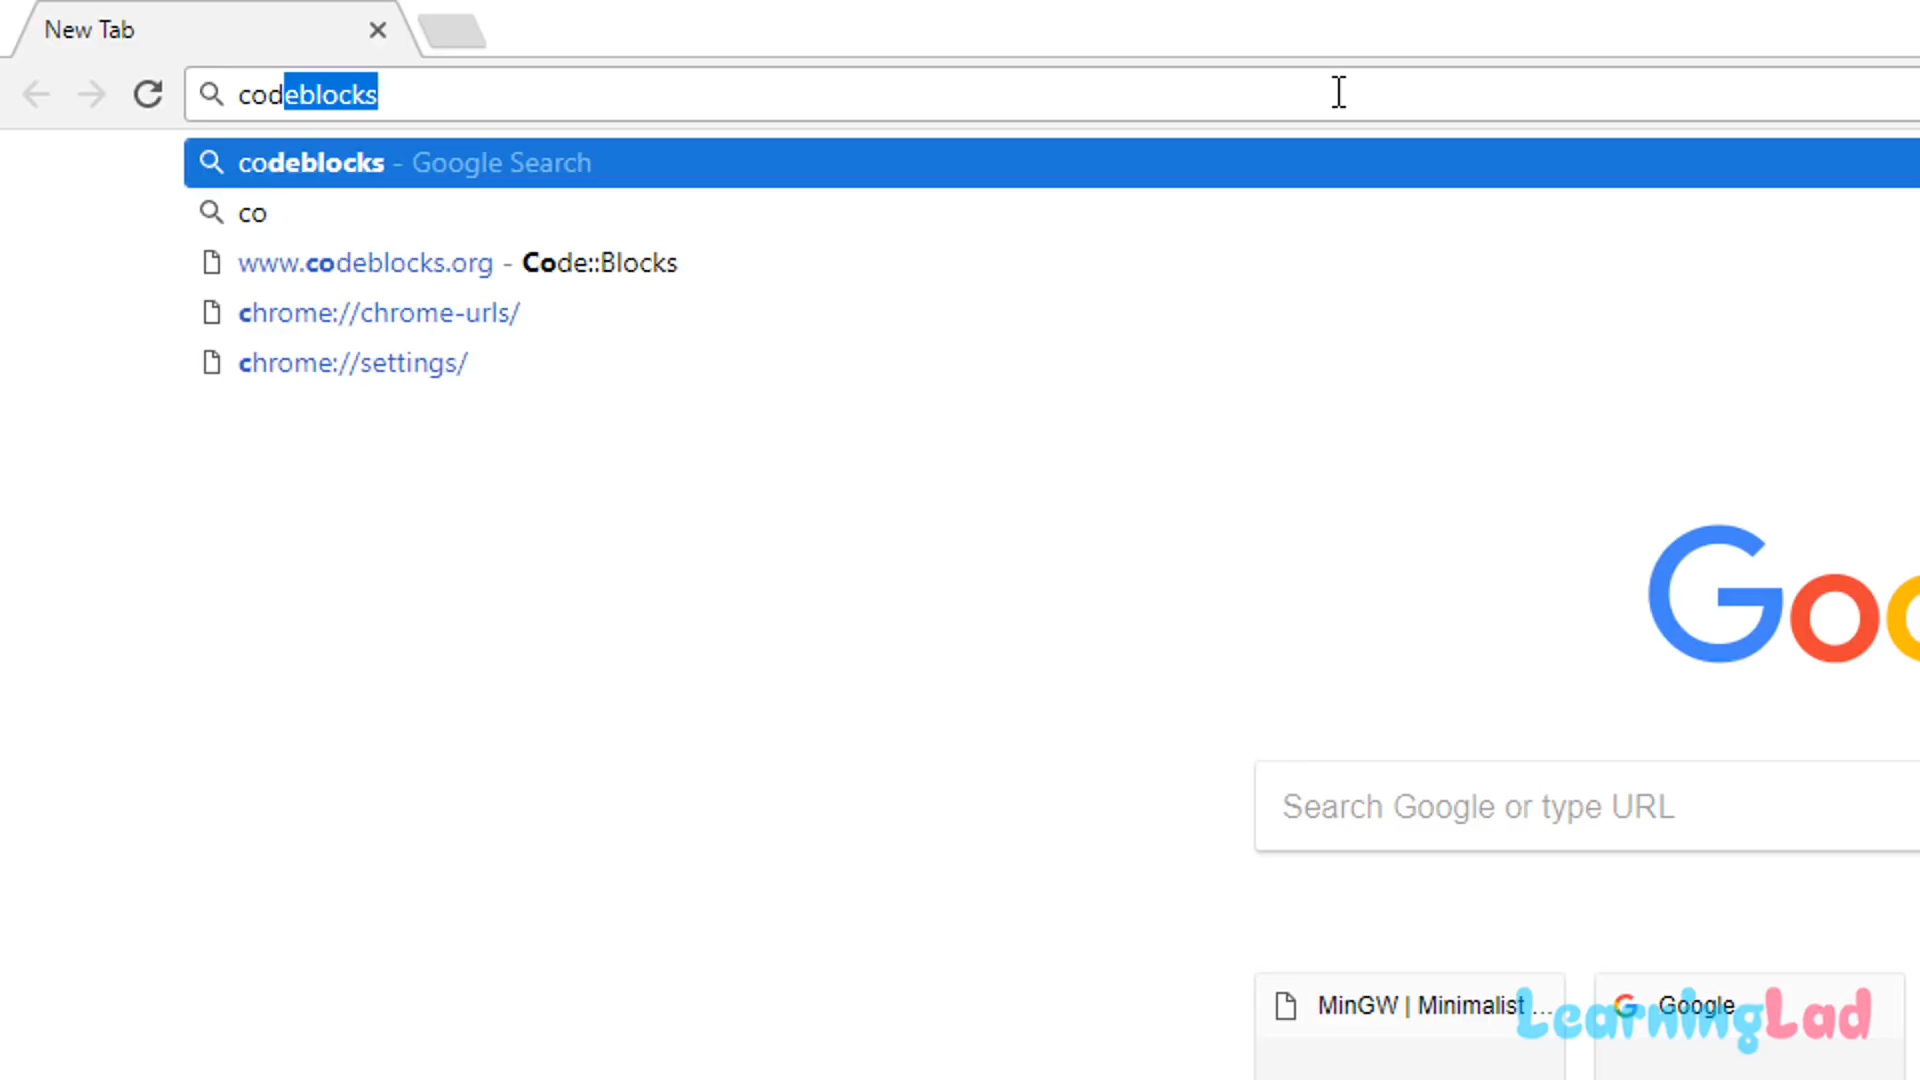 New Tab
codeblocks
codeblocks - Google Search
co
www.codeblocks.org - Code::Blocks
chrome://chrome-urls/
chrome://settings/
Goo
Search Google or type URL
MinGW | Minimalist ...
Google
LearningLad